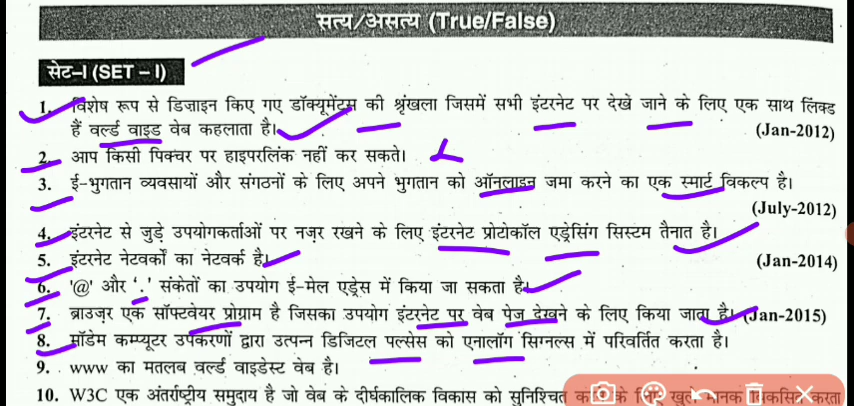 सत्य/असत्य (True/False)
सेट–I (SET – I)
1. विशेष रूप से डिज़ाइन किए गए डॉक्यूमेंट्स की श्रृंखला जिसमें सभी इंटरनेट पर देखे जाने के लिए एक साथ लिंक्ड
हैं वर्ल्ड वाइड वेब कहलाता है। (Jan-2012)
2. आप किसी पिक्चर पर हाइपरलिंक नहीं कर सकते।
3. ई-भुगतान व्यवसायों और संगठनों के लिए अपने भुगतान को ऑनलाइन जमा करने का एक स्मार्ट विकल्प है।
(July-2012)
4. इंटरनेट से जुड़े उपयोगकर्ताओं पर नज़र रखने के लिए इंटरनेट प्रोटोकॉल एड्रेसिंग सिस्टम तैनात है।
5. इंटरनेट नेटवर्कों का नेटवर्क है। (Jan-2014)
6. '@' और '.' संकेतों का उपयोग ई-मेल एड्रेस में किया जा सकता है।
7. ब्राउज़र एक सॉफ्टवेयर प्रोग्राम है जिसका उपयोग इंटरनेट पर वेब पेज देखने के लिए किया जाता है। (Jan-2015)
8. मॉडेम कम्प्यूटर उपकरणों द्वारा उत्पन्न डिजिटल पल्सेस को एनालॉग सिग्नल्स में परिवर्तित करता है।
9. www का मतलब वर्ल्ड वाइडेस्ट वेब है।
10. W3C एक अंतर्राष्ट्रीय समुदाय है जो वेब के दीर्घकालिक विकास को सुनिश्चित के लिए खुले मानक विकसित करता